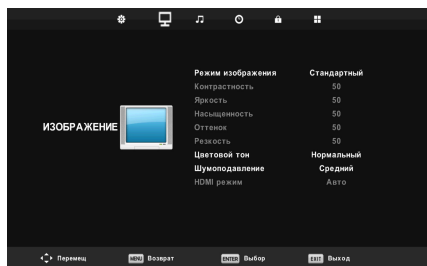 Режим изображения Стандартный
Контрастность 50
Яркость 50
Насыщенность 50
ИЗОБРАЖЕНИЕ
Оттенок 50
Резкость 50
Цветовой тон Нормальный
Шумоподавление Средний
HDMI режим Авто
Перемещ MENU Возврат ENTER Выбор EXIT Выход